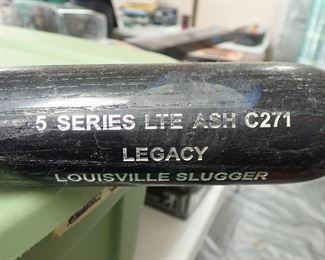 5 SERIES LTE ASH C271
LEGACY
LOUISVILLE SLUGGER